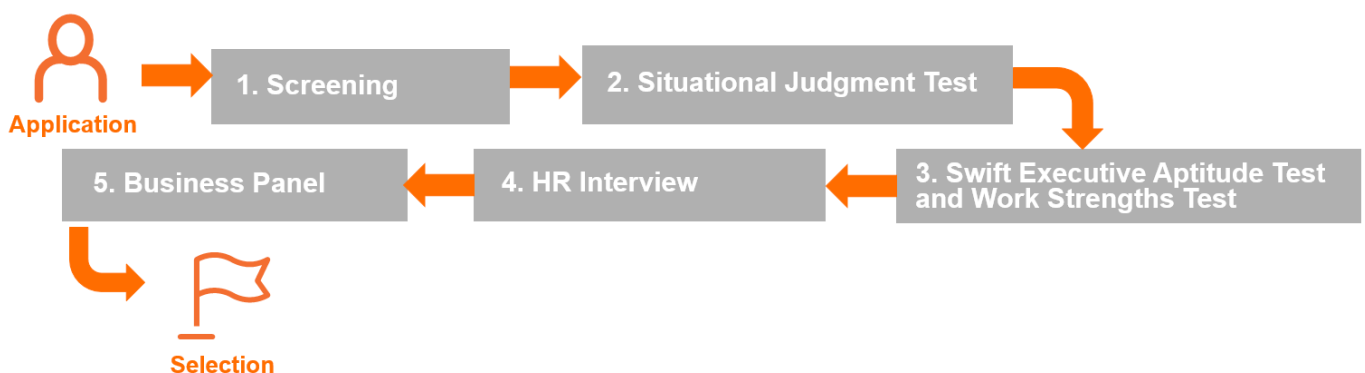 Application
1. Screening
2. Situational Judgment Test
3. Swift Executive Aptitude Test
and Work Strengths Test
4. HR Interview
5. Business Panel
Selection